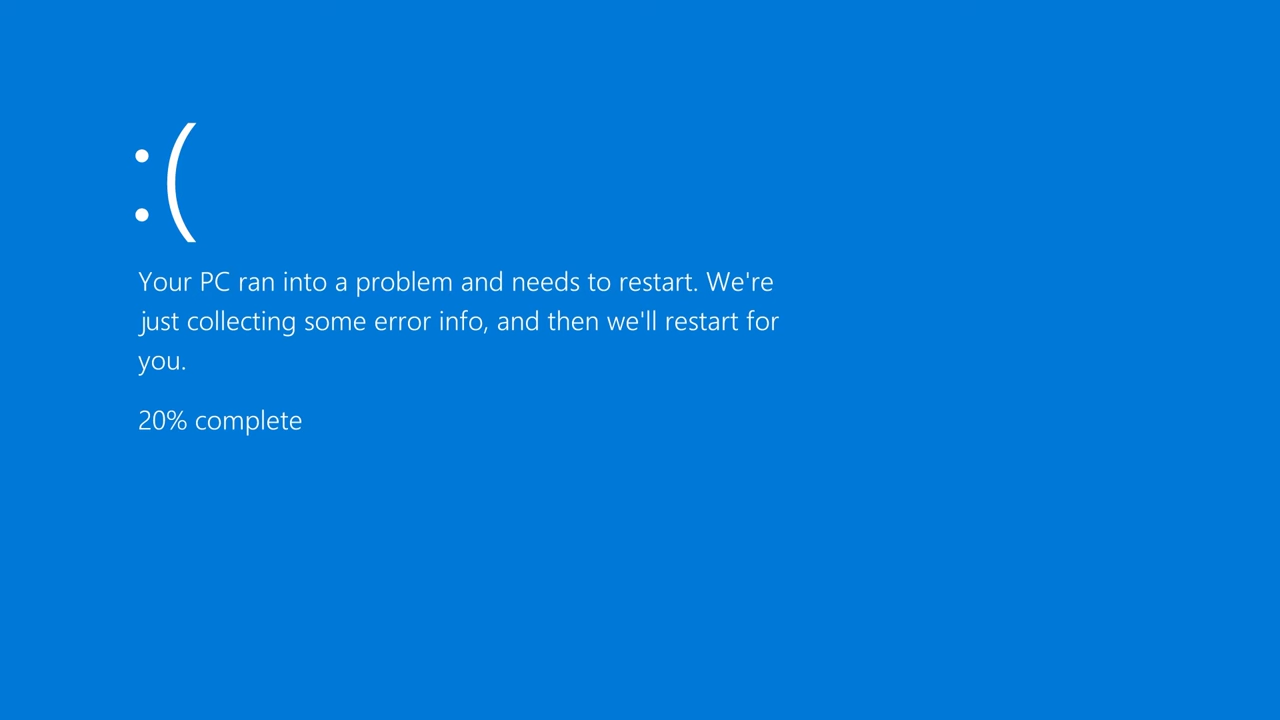 :(
Your PC ran into a problem and needs to restart. We're
just collecting some error info, and then we'll restart for
you.
20% complete